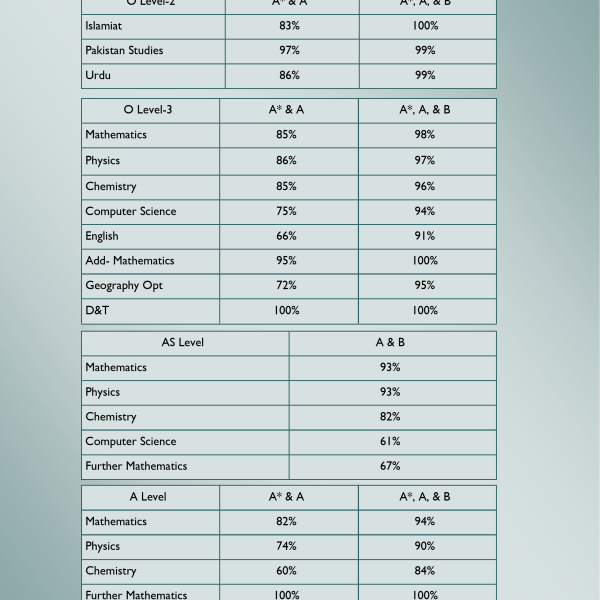 O Level-2 A* & A A*, A, & B
Islamiat 83% 100%
Pakistan Studies 97% 99%
Urdu 86% 99%
O Level-3 A* & A A*, A, & B
Mathematics 85% 98%
Physics 86% 97%
Chemistry 85% 96%
Computer Science 75% 94%
English 66% 91%
Add- Mathematics 95% 100%
Geography Opt 72% 95%
D&T 100% 100%
AS Level A & B
Mathematics 93%
Physics 93%
Chemistry 82%
Computer Science 61%
Further Mathematics 67%
A Level A* & A A*, A, & B
Mathematics 82% 94%
Physics 74% 90%
Chemistry 60% 84%
Further Mathematics 100% 100%